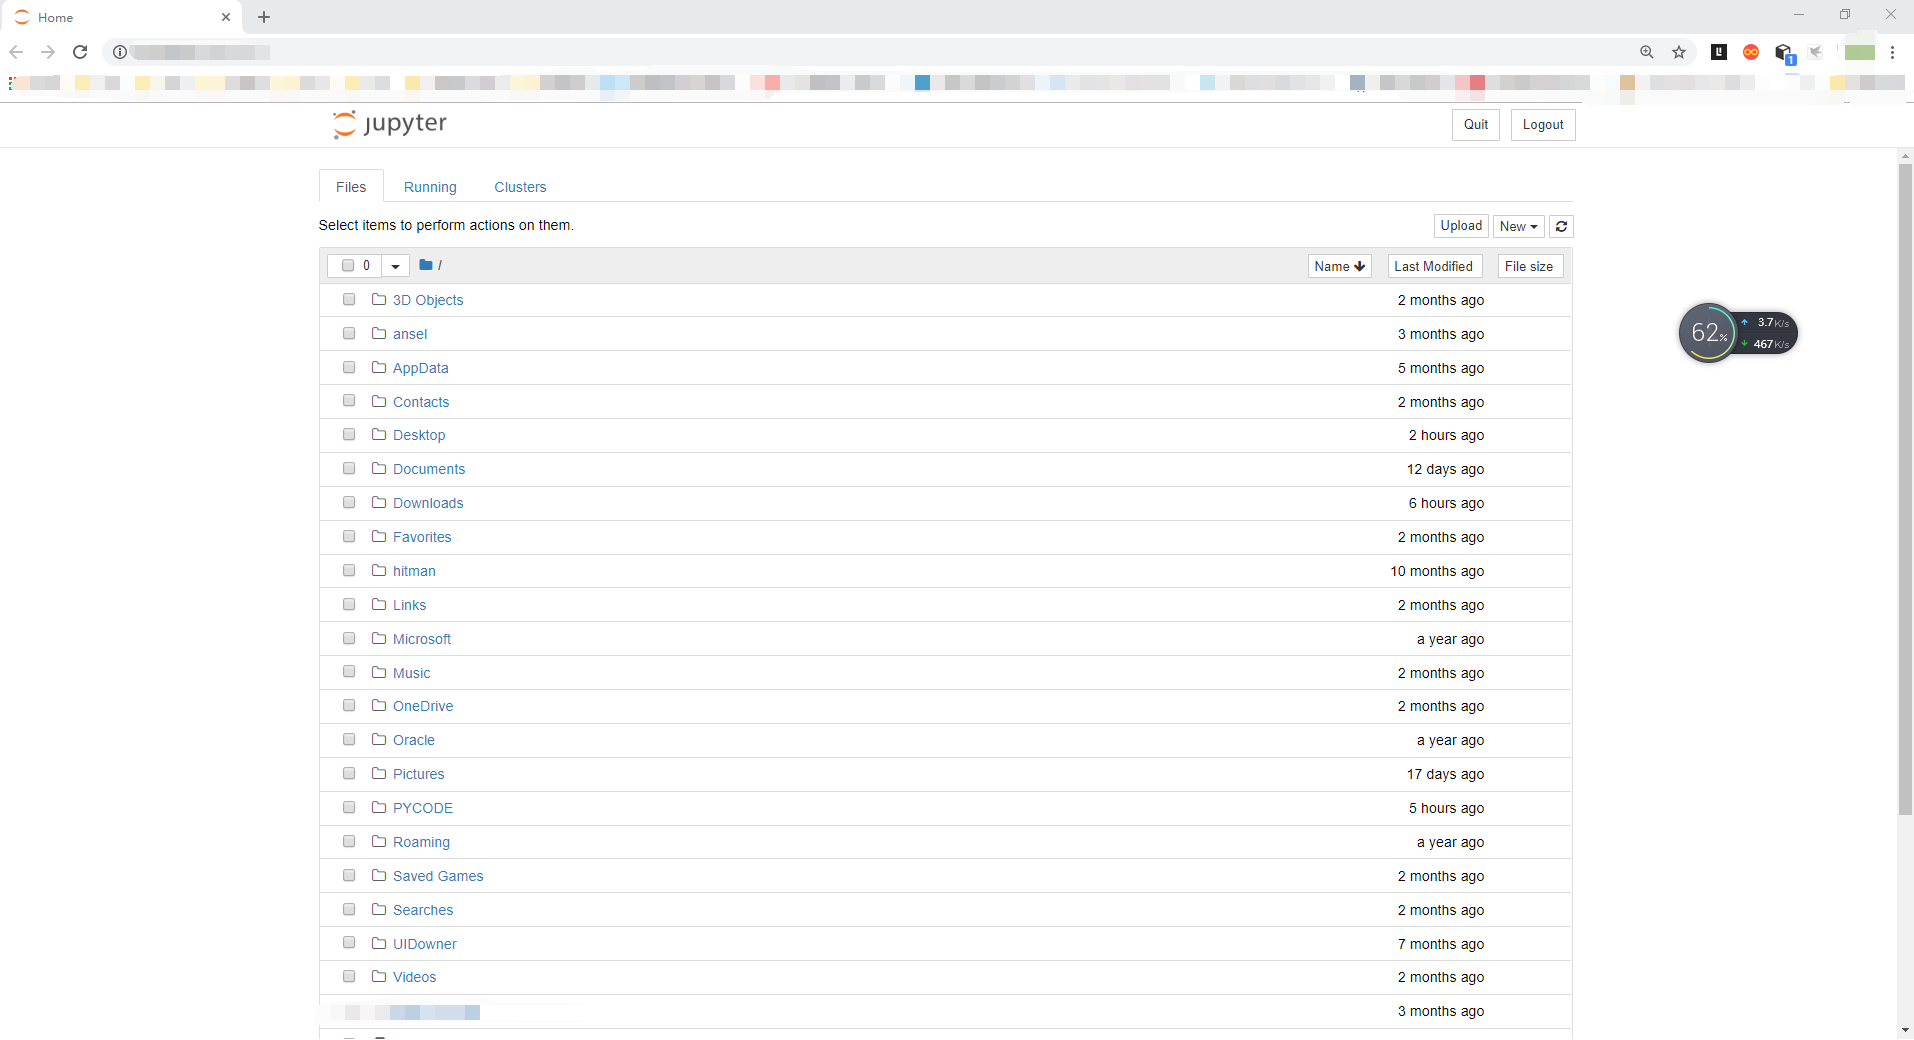 Home
jupyter
Quit
Logout
Files
Running
Clusters
Select items to perform actions on them.
Upload
New
0
/
Name
Last Modified
File size
3D Objects
2 months ago
ansel
3 months ago
AppData
5 months ago
Contacts
2 months ago
Desktop
2 hours ago
Documents
12 days ago
Downloads
6 hours ago
Favorites
2 months ago
hitman
10 months ago
Links
2 months ago
Microsoft
a year ago
Music
2 months ago
OneDrive
2 months ago
Oracle
a year ago
Pictures
17 days ago
PYCODE
5 hours ago
Roaming
a year ago
Saved Games
2 months ago
Searches
2 months ago
UIDowner
7 months ago
Videos
2 months ago
3 months ago
62%
3.7K/s
467K/s
1